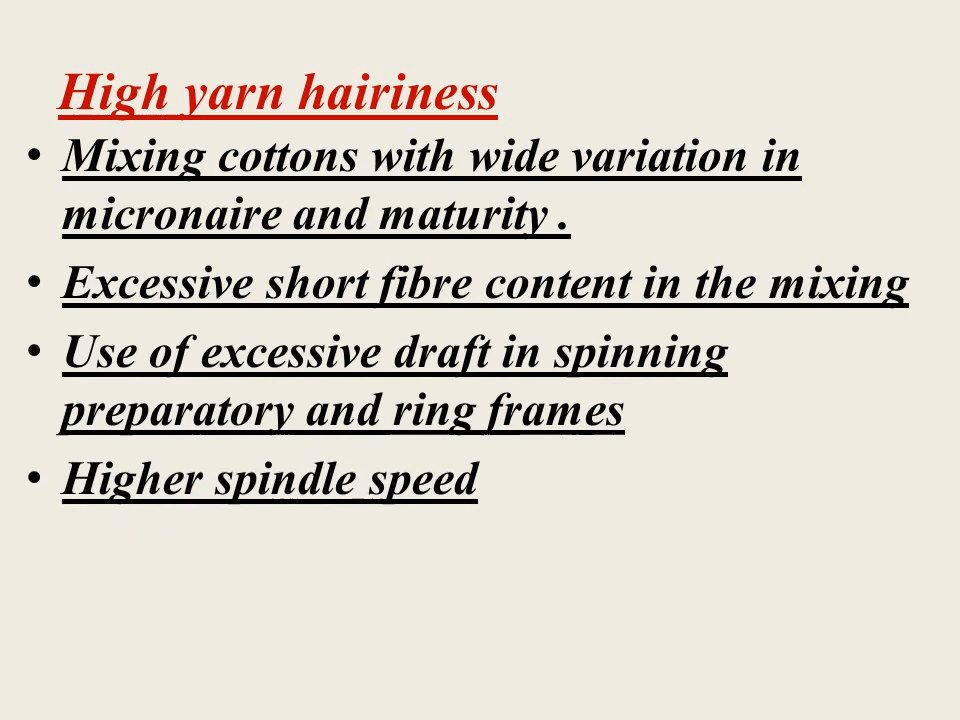 High yarn hairiness
• Mixing cottons with wide variation in
micronaire and maturity .
• Excessive short fibre content in the mixing
• Use of excessive draft in spinning
preparatory and ring frames
• Higher spindle speed